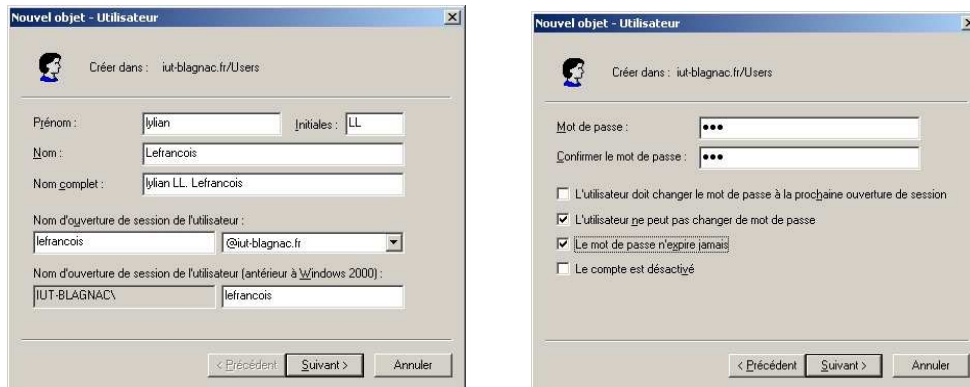 Nouvel objet - Utilisateur
Créer dans : iut-blagnac.fr/Users
Prénom : lylian Initiales : LL
Nom : Lefrancois
Nom complet : lylian LL. Lefrancois
Nom d'ouverture de session de l'utilisateur :
lefrancois @iut-blagnac.fr
Nom d'ouverture de session de l'utilisateur (antérieur à Windows 2000) :
IUT-BLAGNAC\ lefrancois
< Précédent Suivant > Annuler
Nouvel objet - Utilisateur
Créer dans : iut-blagnac.fr/Users
Mot de passe : ●●●
Confirmer le mot de passe : ●●●
L'utilisateur doit changer le mot de passe à la prochaine ouverture de session
L'utilisateur ne peut pas changer de mot de passe
Le mot de passe n'expire jamais
Le compte est désactivé
< Précédent Suivant > Annuler